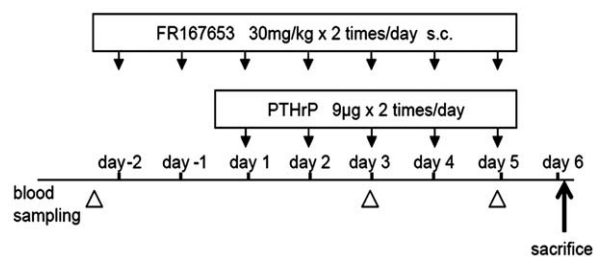 FR167653 30mg/kg x 2 times/day s.c.
PTHrP 9µg x 2 times/day
day -2 day -1 day 1 day 2 day 3 day 4 day 5 day 6
blood
sampling
sacrifice